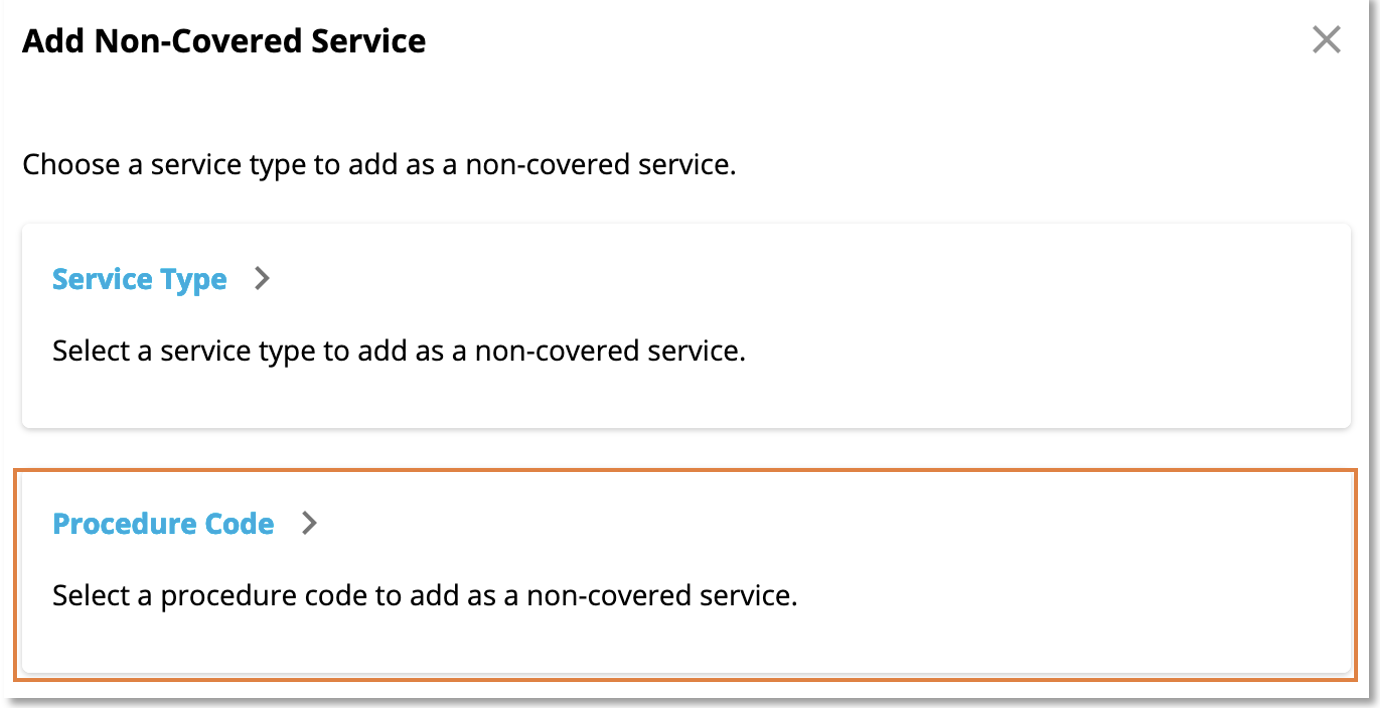 Add Non-Covered Service
Choose a service type to add as a non-covered service.
Service Type
Select a service type to add as a non-covered service.
Procedure Code
Select a procedure code to add as a non-covered service.